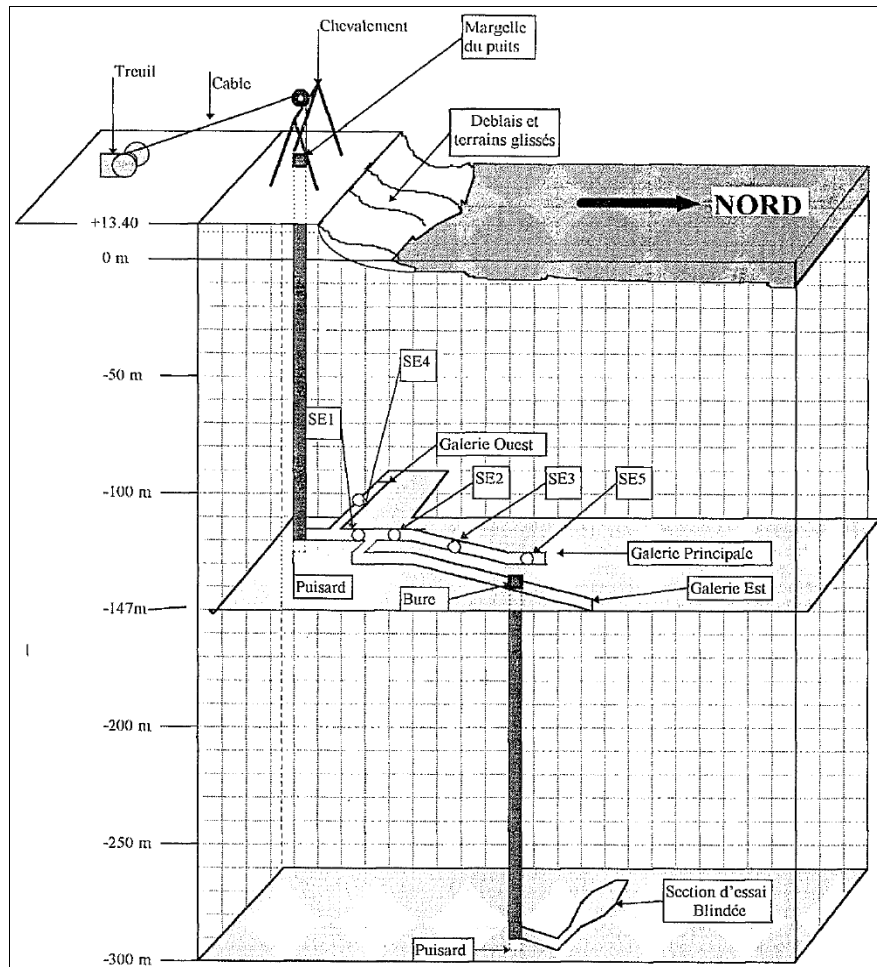 Chevalement
Margelle
du puits
Treuil
Cable
Deblais et
terrains glissés
NORD
+13.40
0 m
-50 m
SE4
SE1
Galerie Ouest
SE2
SE3
SE5
-100 m
Galerie Principale
Puisard
Bure
Galerie Est
-147m
-200 m
-250 m
Section d'essai
Blindée
Puisard
-300 m